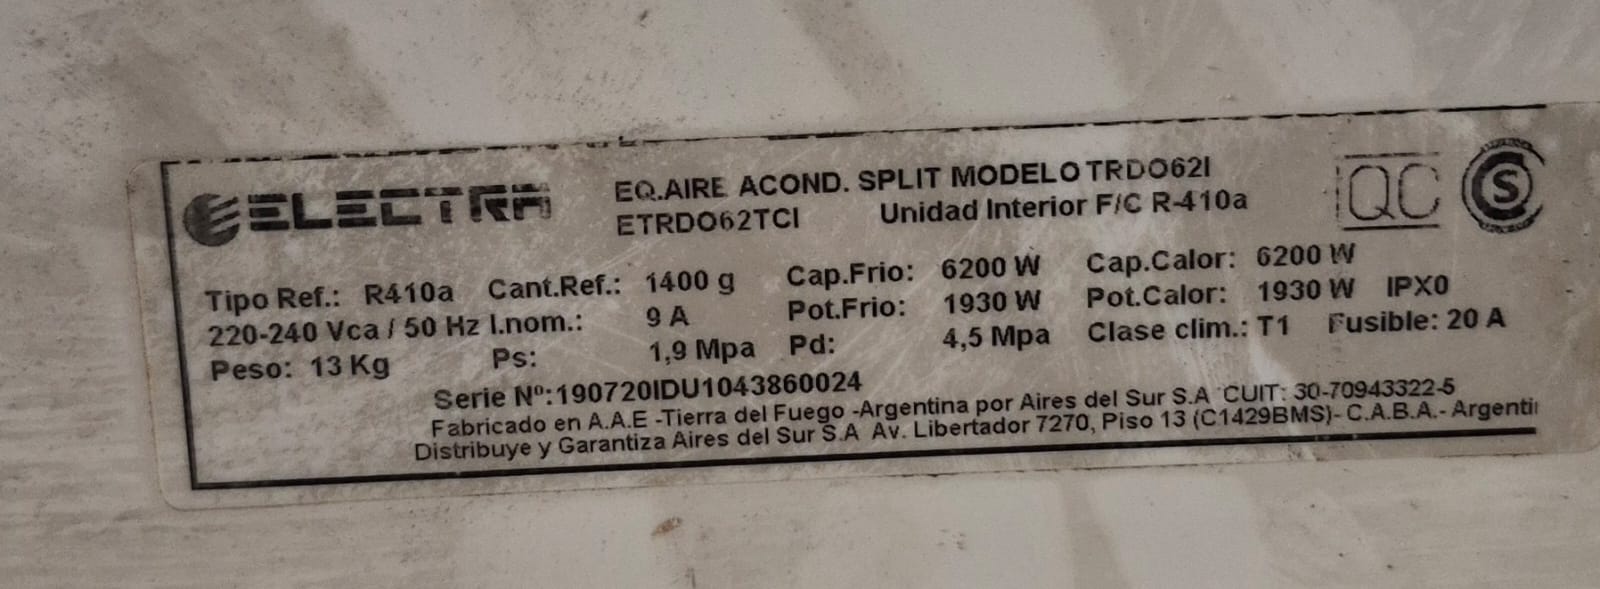 ELECTRA
EQ.AIRE ACOND. SPLIT MODELO TRDO62I
ETRDO62TCI Unidad Interior F/C R-410a
QC
S
Tipo Ref.: R410a Cant.Ref.: 1400 g Cap.Frio: 6200 W Cap.Calor: 6200 W
220-240 Vca / 50 Hz I.nom.: 9 A Pot.Frio: 1930 W Pot.Calor: 1930 W IPX0
Peso: 13 Kg Ps: 1,9 Mpa Pd: 4,5 Mpa Clase clim.: T1 Fusible: 20 A
Serie Nº:190720IDU1043860024
Fabricado en A.A.E -Tierra del Fuego -Argentina por Aires del Sur S.A CUIT: 30-70943322-5
Distribuye y Garantiza Aires del Sur S.A Av. Libertador 7270, Piso 13 (C1429BMS)- C.A.B.A.- Argenti